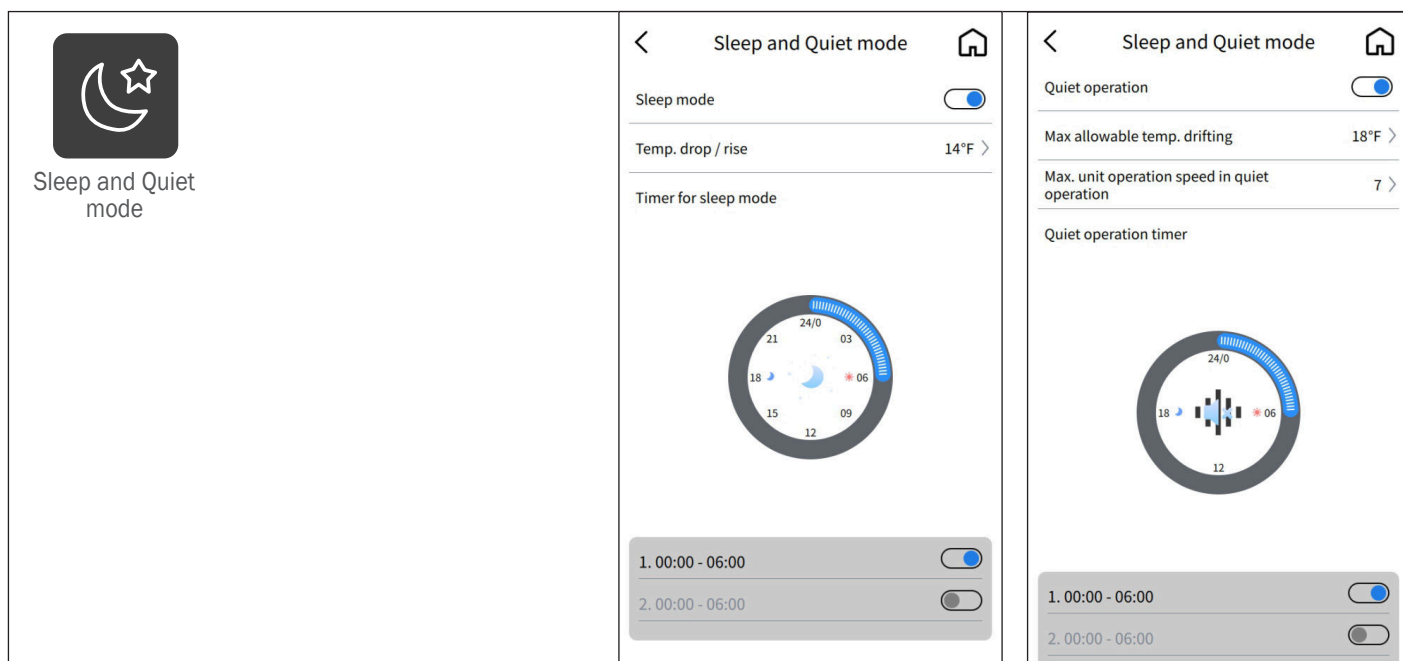 Sleep and Quiet
mode
Sleep and Quiet mode
Sleep mode
Temp. drop / rise 14°F
Timer for sleep mode
24/0
21 03
18 06
15 09
12
1. 00:00 - 06:00
2. 00:00 - 06:00
Sleep and Quiet mode
Quiet operation
Max allowable temp. drifting 18°F
Max. unit operation speed in quiet
operation 7
Quiet operation timer
24/0
18 06
12
1. 00:00 - 06:00
2. 00:00 - 06:00